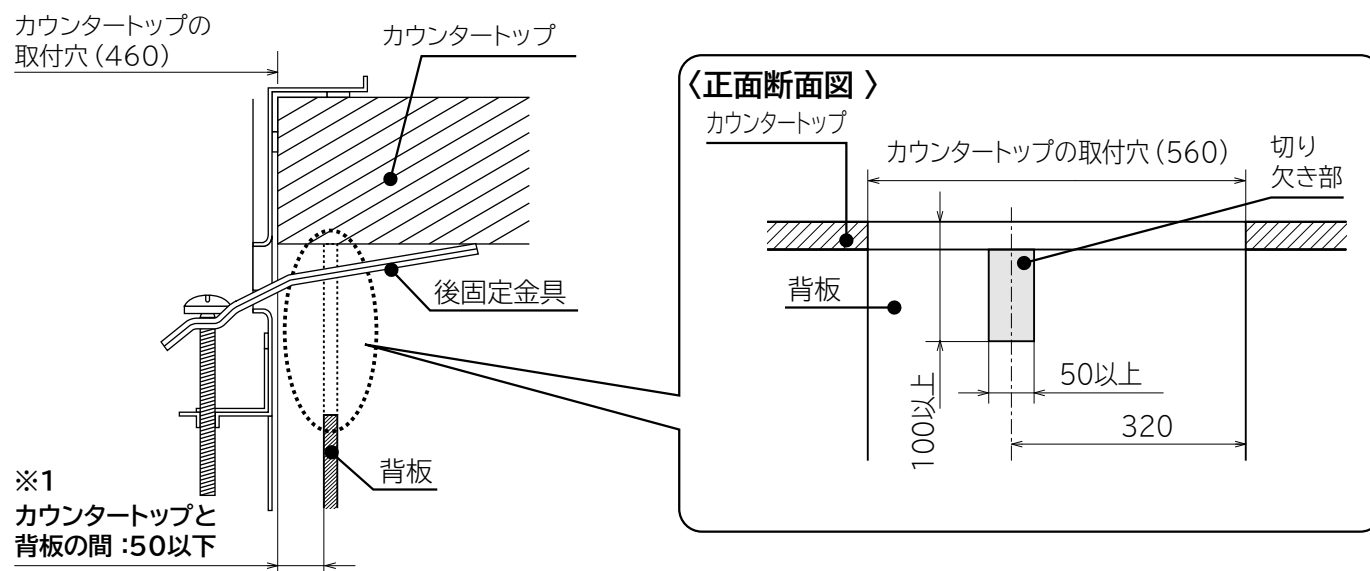 カウンタートップの
取付穴(460)
カウンタートップ
後固定金具
背板
※1
カウンタートップと
背板の間:50以下
〈正面断面図〉
カウンタートップ
カウンタートップの取付穴(560)
切り
欠き部
背板
100以上
50以上
320